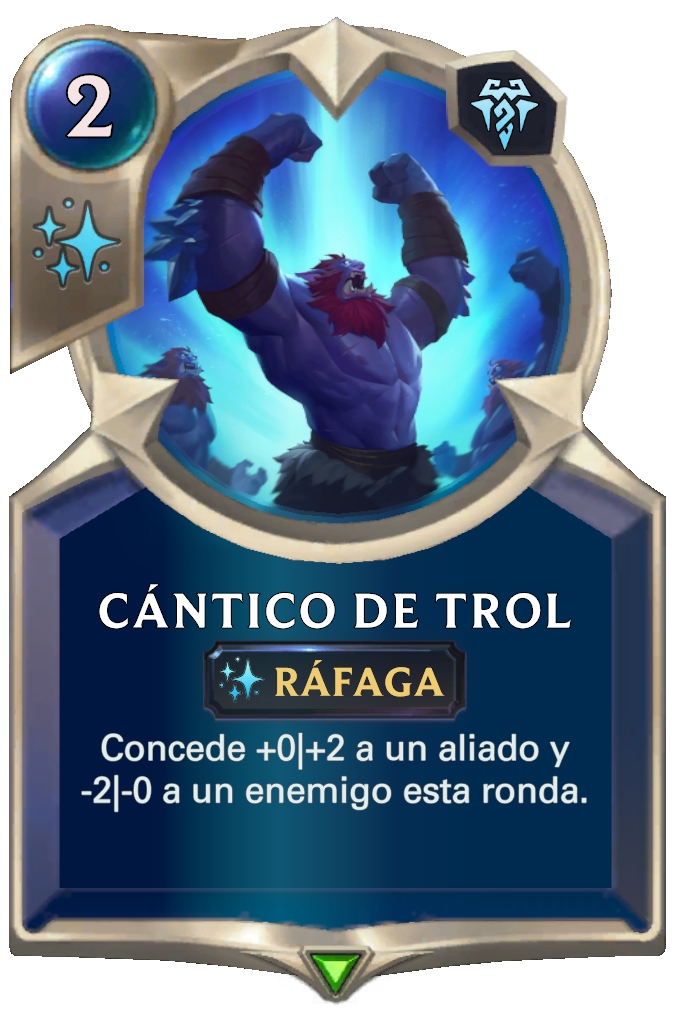 2
CÁNTICO DE TROL
RÁFAGA
Concede +0|+2 a un aliado y
-2|-0 a un enemigo esta ronda.